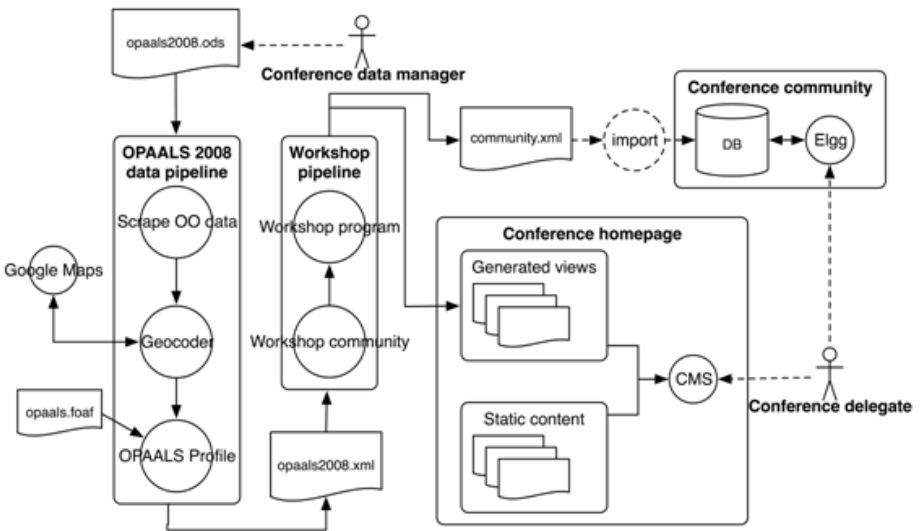 opaals2008.ods
Conference data manager
OPAALS 2008
data pipeline
Scrape OO data
Google Maps
Geocoder
opaals.foaf
OPAALS Profile
Workshop
pipeline
Workshop program
Workshop community
opaals2008.xml
community.xml
import
Conference community
DB
Elgg
Conference homepage
Generated views
CMS
Static content
Conference delegate